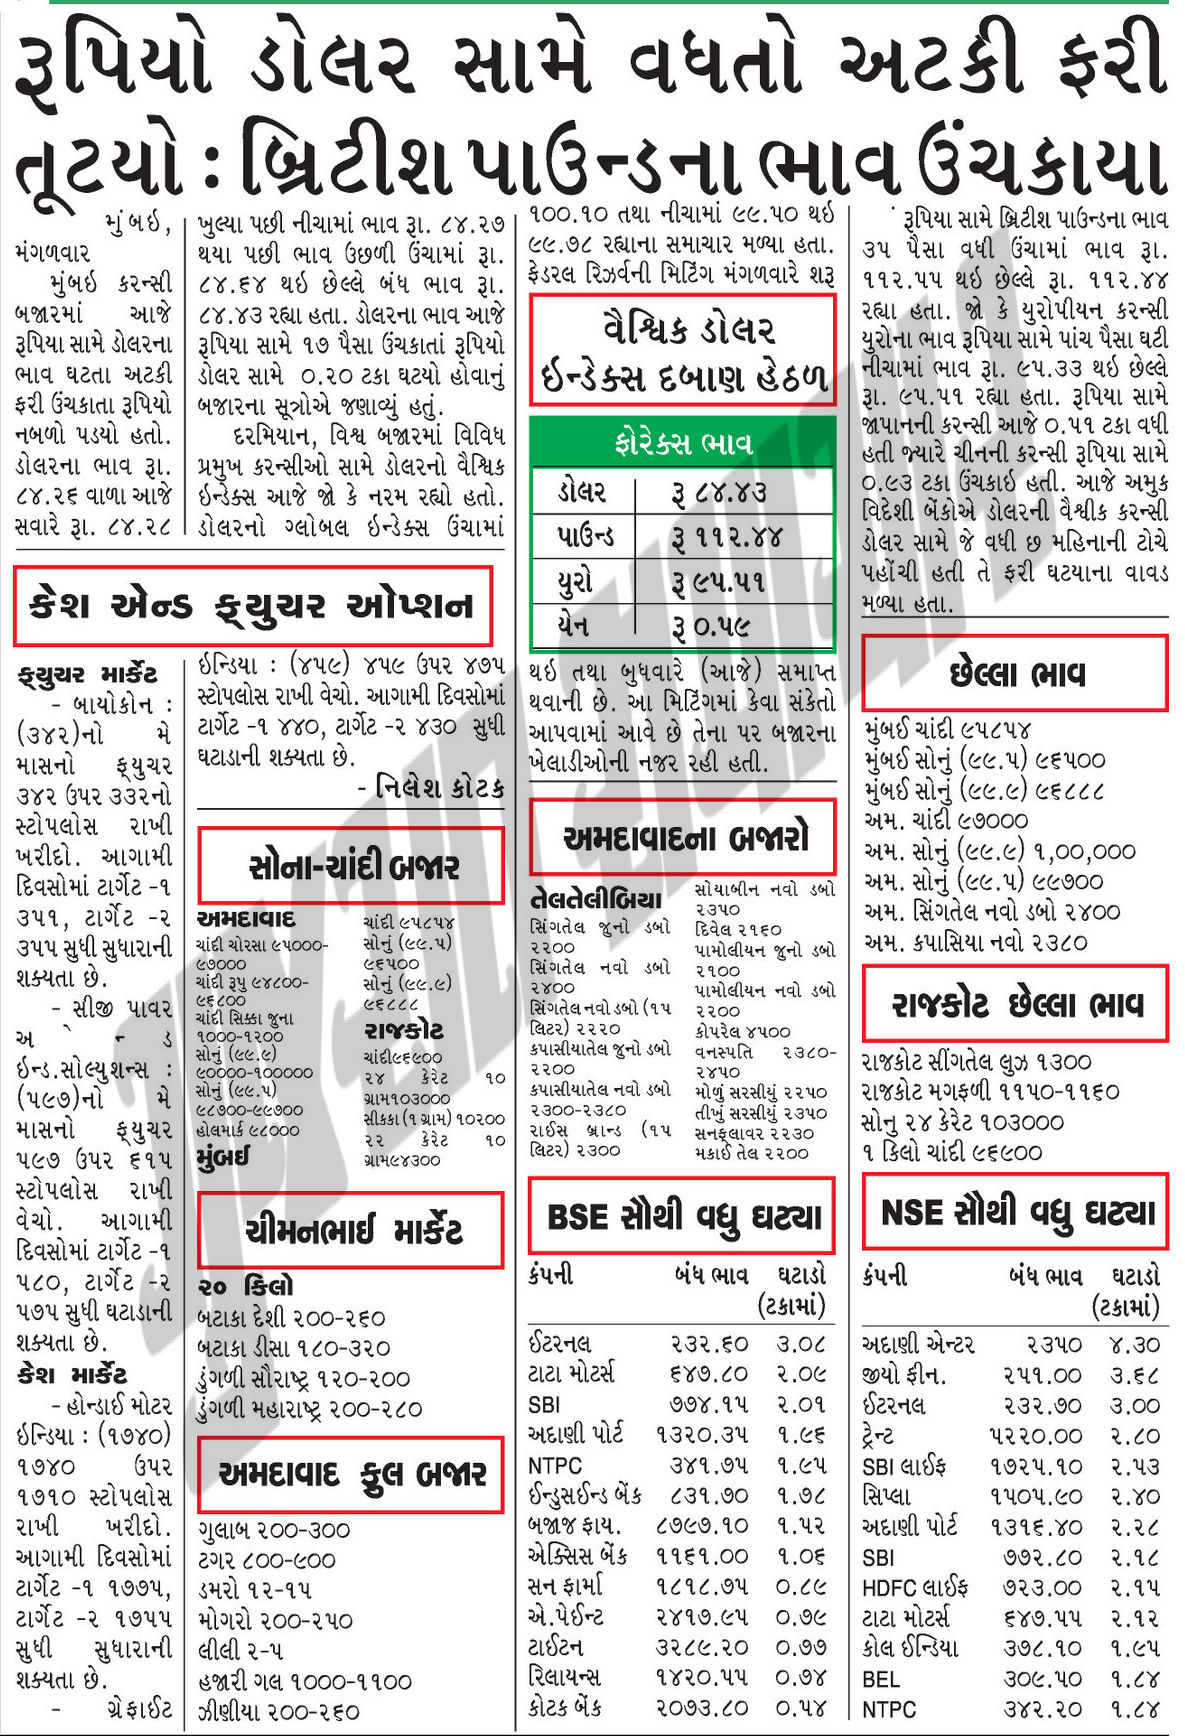 રૂપિયો ડોલર સામે વધતો અટકી ફરી
તૂટયો : બ્રિટીશ પાઉન્ડના ભાવ ઉંચકાયા
મુંબઇ,
મંગળવાર
મુંબઇ કરન્સી
બજારમાં આજે
રૂપિયા સામે ડોલરના
ભાવ ઘટતા અટકી
ફરી ઉંચકાતા રૂપિયો
નબળો પડયો હતો.
ડોલરના ભાવ રૂા.
૮૪.૨૬ વાળા આજે
સવારે રૂા. ૮૪.૨૮
ખુલ્યા પછી નીચામાં ભાવ રૂા. ૮૪.૨૭
થયા પછી ભાવ ઉછળી ઉંચામાં રૂા.
૮૪.૬૪ થઇ છેલ્લે બંધ ભાવ રૂા.
૮૪.૪૩ રહ્યા હતા. ડોલરના ભાવ આજે
રૂપિયા સામે ૧૭ પૈસા ઉંચકાતાં રૂપિયો
ડોલર સામે ૦.૨૦ ટકા ઘટયો હોવાનું
બજારના સૂત્રોએ જણાવ્યું હતું.
દરમિયાન, વિશ્વ બજારમાં વિવિધ
પ્રમુખ કરન્સીઓ સામે ડોલરનો વૈશ્વિક
ઇન્ડેક્સ આજે જો કે નરમ રહ્યો હતો.
ડોલરનો ગ્લોબલ ઇન્ડેક્સ ઉંચામાં
૧૦૦.૧૦ તથા નીચામાં ૯૯.૫૦ થઇ
૯૯.૭૮ રહ્યાના સમાચાર મળ્યા હતા.
ફેડરલ રિઝર્વની મિટિંગ મંગળવારે શરૂ
વૈશ્વિક ડોલર
ઇન્ડેક્સ દબાણ હેઠળ
ફોરેક્સ ભાવ
ડોલર રૂ ૮૪.૪૩
પાઉન્ડ રૂ ૧૧૨.૪૪
યુરો રૂ ૯૫.૫૧
યેન રૂ ૦.૫૯
થઇ તથા બુધવારે (આજે) સમાપ્ત
થવાની છે. આ મિટિંગમાં કેવા સંકેતો
આપવામાં આવે છે તેના પર બજારના
ખેલાડીઓની નજર રહી હતી.
રૂપિયા સામે બ્રિટીશ પાઉન્ડના ભાવ
૩૫ પૈસા વધી ઉંચામાં ભાવ રૂા.
૧૧૨.૫૫ થઇ છેલ્લે રૂા. ૧૧૨.૪૪
રહ્યા હતા. જો કે યુરોપીયન કરન્સી
યુરોના ભાવ રૂપિયા સામે પાંચ પૈસા ઘટી
નીચામાં ભાવ રૂા. ૯૫.૩૩ થઇ છેલ્લે
રૂા. ૯૫.૫૧ રહ્યા હતા. રૂપિયા સામે
જાપાનની કરન્સી આજે ૦.૫૧ ટકા વધી
હતી જ્યારે ચીનની કરન્સી રૂપિયા સામે
૦.૯૩ ટકા ઉંચકાઇ હતી. આજે અમુક
વિદેશી બેંકોએ ડોલરની વૈશ્વીક કરન્સી
ડોલર સામે જે વધી છ મહિનાની ટોચે
પહોંચી હતી તે ફરી ઘટયાના વાવડ
મળ્યા હતા.
કેશ એન્ડ ફ્યુચર ઓપ્શન
ફ્યુચર માર્કેટ
- બાયોકોન :
(૩૪૨)નો મે
માસનો ફ્યુચર
૩૪૨ ઉપર ૩૩૨નો
સ્ટોપલોસ રાખી
ખરીદો. આગામી
દિવસોમાં ટાર્ગેટ -૧
૩૫૧, ટાર્ગેટ -૨
૩૫૫ સુધી સુધારાની
શક્યતા છે.
- સીજી પાવર
ઇન્ડ.સોલ્યુશન્સ :
(૫૯૭)નો મે
માસનો ફ્યુચર
૫૯૭ ઉપર ૬૧૫
સ્ટોપલોસ રાખી
વેચો. આગામી
દિવસોમાં ટાર્ગેટ -૧
૫૮૦, ટાર્ગેટ -૨
૫૭૫ સુધી ઘટાડાની
શક્યતા છે.
કેશ માર્કેટ
- હોન્ડાઈ મોટર
ઇન્ડિયા : (૧૭૪૦)
૧૭૪૦ ઉપર
૧૭૧૦ સ્ટોપલોસ
રાખી ખરીદો.
આગામી દિવસોમાં
ટાર્ગેટ -૧ ૧૭૭૫,
ટાર્ગેટ -૨ ૧૭૫૫
સુધી સુધારાની
શક્યતા છે.
- ગ્રેફાઈટ
ઇન્ડિયા : (૪૫૯) ૪૫૯ ઉપર ૪૭૫
સ્ટોપલોસ રાખી વેચો. આગામી દિવસોમાં
ટાર્ગેટ -૧ ૪૪૦, ટાર્ગેટ -૨ ૪૩૦ સુધી
ઘટાડાની શક્યતા છે.
- નિલેશ કોટક
સોના-ચાંદી બજાર
અમદાવાદ
ચાંદી ચોરસા ૯૫૦૦૦-
૯૭૦૦૦
ચાંદી રૂપુ ૯૪૮૦૦-
૯૬૮૦૦
ચાંદી સિક્કા જુના
૧૦૦૦-૧૨૦૦
સોનું (૯૯.૯)
૯૦૦૦૦-૧૦૦૦૦૦
સોનું (૯૯.૫)
૯૮૭૦૦-૯૯૭૦૦
હોલમાર્ક ૯૮૦૦૦
મુંબઈ
ચાંદી ૯૫૮૫૪
સોનું (૯૯.૫)
૯૬૫૦૦
સોનું (૯૯.૯)
૯૬૮૮૮
રાજકોટ
ચાંદી૯૬૯૦૦
૨૪ કેરેટ ૧૦
ગ્રામ૧૦૩૦૦૦
સીકકા (૧ ગ્રામ) ૧૦૨૦૦
૨૨ કેરેટ ૧૦
ગ્રામ૯૪૩૦૦
ચીમનભાઈ માર્કેટ
૨૦ કિલો
બટાકા દેશી ૨૦૦-૨૬૦
બટાકા ડીસા ૧૮૦-૩૨૦
ડુંગળી સૌરાષ્ટ્ર ૧૨૦-૨૦૦
ડુંગળી મહારાષ્ટ્ર ૨૦૦-૨૮૦
અમદાવાદ ફુલ બજાર
ગુલાબ ૨૦૦-૩૦૦
ટગર ૮૦૦-૯૦૦
ડમરો ૧૨-૧૫
મોગરો ૨૦૦-૨૫૦
લીલી ૨-૫
હજારી ગલ ૧૦૦૦-૧૧૦૦
ઝીણીયા ૨૦૦-૨૬૦
અમદાવાદના બજારો
તેલતેલીબિયા
સિંગતેલ જુનો ડબો
૨૨૦૦
સિંગતેલ નવો ડબો
૨૪૦૦
સિંગતેલ નવો ડબો (૧૫
લિટર) ૨૨૨૦
કપાસીયાતેલ જુનો ડબો
૨૨૦૦
કપાસીયાતેલ નવો ડબો
૨૩૦૦-૨૩૮૦
રાઈસ બ્રાન્ડ (૧૫
લિટર) ૨૩૦૦
સોયાબીન નવો ડબો
૨૩૫૦
દિવેલ ૨૧૬૦
પામોલીયન જુનો ડબો
૨૧૦૦
પામોલીયન નવો ડબો
૨૨૦૦
કોપરેલ ૪૫૦૦
વનસ્પતિ ૨૩૮૦-
૨૪૫૦
મોળું સરસીયું ૨૨૫૦
તીખું સરસીયું ૨૩૫૦
સનફલાવર ૨૨૩૦
મકાઈ તેલ ૨૨૦૦
BSE સૌથી વધુ ઘટ્યા
કંપની બંધ ભાવ ઘટાડો
(ટકામાં)
ઈટરનલ ૨૩૨.૬૦ ૩.૦૮
ટાટા મોટર્સ ૬૪૭.૮૦ ૨.૦૯
SBI ૭૭૪.૧૫ ૨.૦૧
અદાણી પોર્ટ ૧૩૨૦.૩૫ ૧.૯૬
NTPC ૩૪૧.૭૫ ૧.૯૫
ઈન્ડુસઈન્ડ બેંક ૮૩૧.૭૦ ૧.૭૮
બજાજ ફાય. ૮૭૯૭.૧૦ ૧.૫૨
એક્સિસ બેંક ૧૧૬૧.૦૦ ૧.૦૬
સન ફાર્મા ૧૮૧૮.૭૫ ૦.૮૯
એ.પેઈન્ટ ૨૪૧૭.૯૫ ૦.૭૯
ટાઈટન ૩૨૮૯.૨૦ ૦.૭૭
રિલાયન્સ ૧૪૨૦.૫૫ ૦.૭૪
કોટક બેંક ૨૦૭૩.૮૦ ૦.૫૪
છેલ્લા ભાવ
મુંબઈ ચાંદી ૯૫૮૫૪
મુંબઈ સોનું (૯૯.૫) ૯૬૫૦૦
મુંબઈ સોનું (૯૯.૯) ૯૬૮૮૮
અમ. ચાંદી ૯૭૦૦૦
અમ. સોનું (૯૯.૯) ૧,૦૦,૦૦૦
અમ. સોનું (૯૯.૫) ૯૯૭૦૦
અમ. સિંગતેલ નવો ડબો ૨૪૦૦
અમ. કપાસિયા નવો ૨૩૮૦
રાજકોટ છેલ્લા ભાવ
રાજકોટ સીંગતેલ લુઝ ૧૩૦૦
રાજકોટ મગફળી ૧૧૫૦-૧૧૬૦
સોનુ ૨૪ કેરેટ ૧૦૩૦૦૦
૧ કિલો ચાંદી ૯૬૯૦૦
NSE સૌથી વધુ ઘટ્યા
કંપની બંધ ભાવ ઘટાડો
(ટકામાં)
અદાણી એન્ટર ૨૩૫૦ ૪.૩૦
જીયો ફીન. ૨૫૧.૦૦ ૩.૬૮
ઈટરનલ ૨૩૨.૭૦ ૩.૦૦
ટ્રેન્ટ ૫૨૨૦.૦૦ ૨.૮૦
SBI લાઈફ ૧૭૨૫.૧૦ ૨.૫૩
સિપ્લા ૧૫૦૫.૯૦ ૨.૪૦
અદાણી પોર્ટ ૧૩૧૬.૪૦ ૨.૨૮
SBI ૭૭૨.૮૦ ૨.૧૮
HDFC લાઈફ ૭૨૩.૦૦ ૨.૧૫
ટાટા મોટર્સ ૬૪૭.૫૫ ૨.૧૨
કોલ ઈન્ડિયા ૩૭૮.૧૦ ૧.૯૫
BEL ૩૦૯.૫૦ ૧.૮૪
NTPC ૩૪૨.૨૦ ૧.૮૪